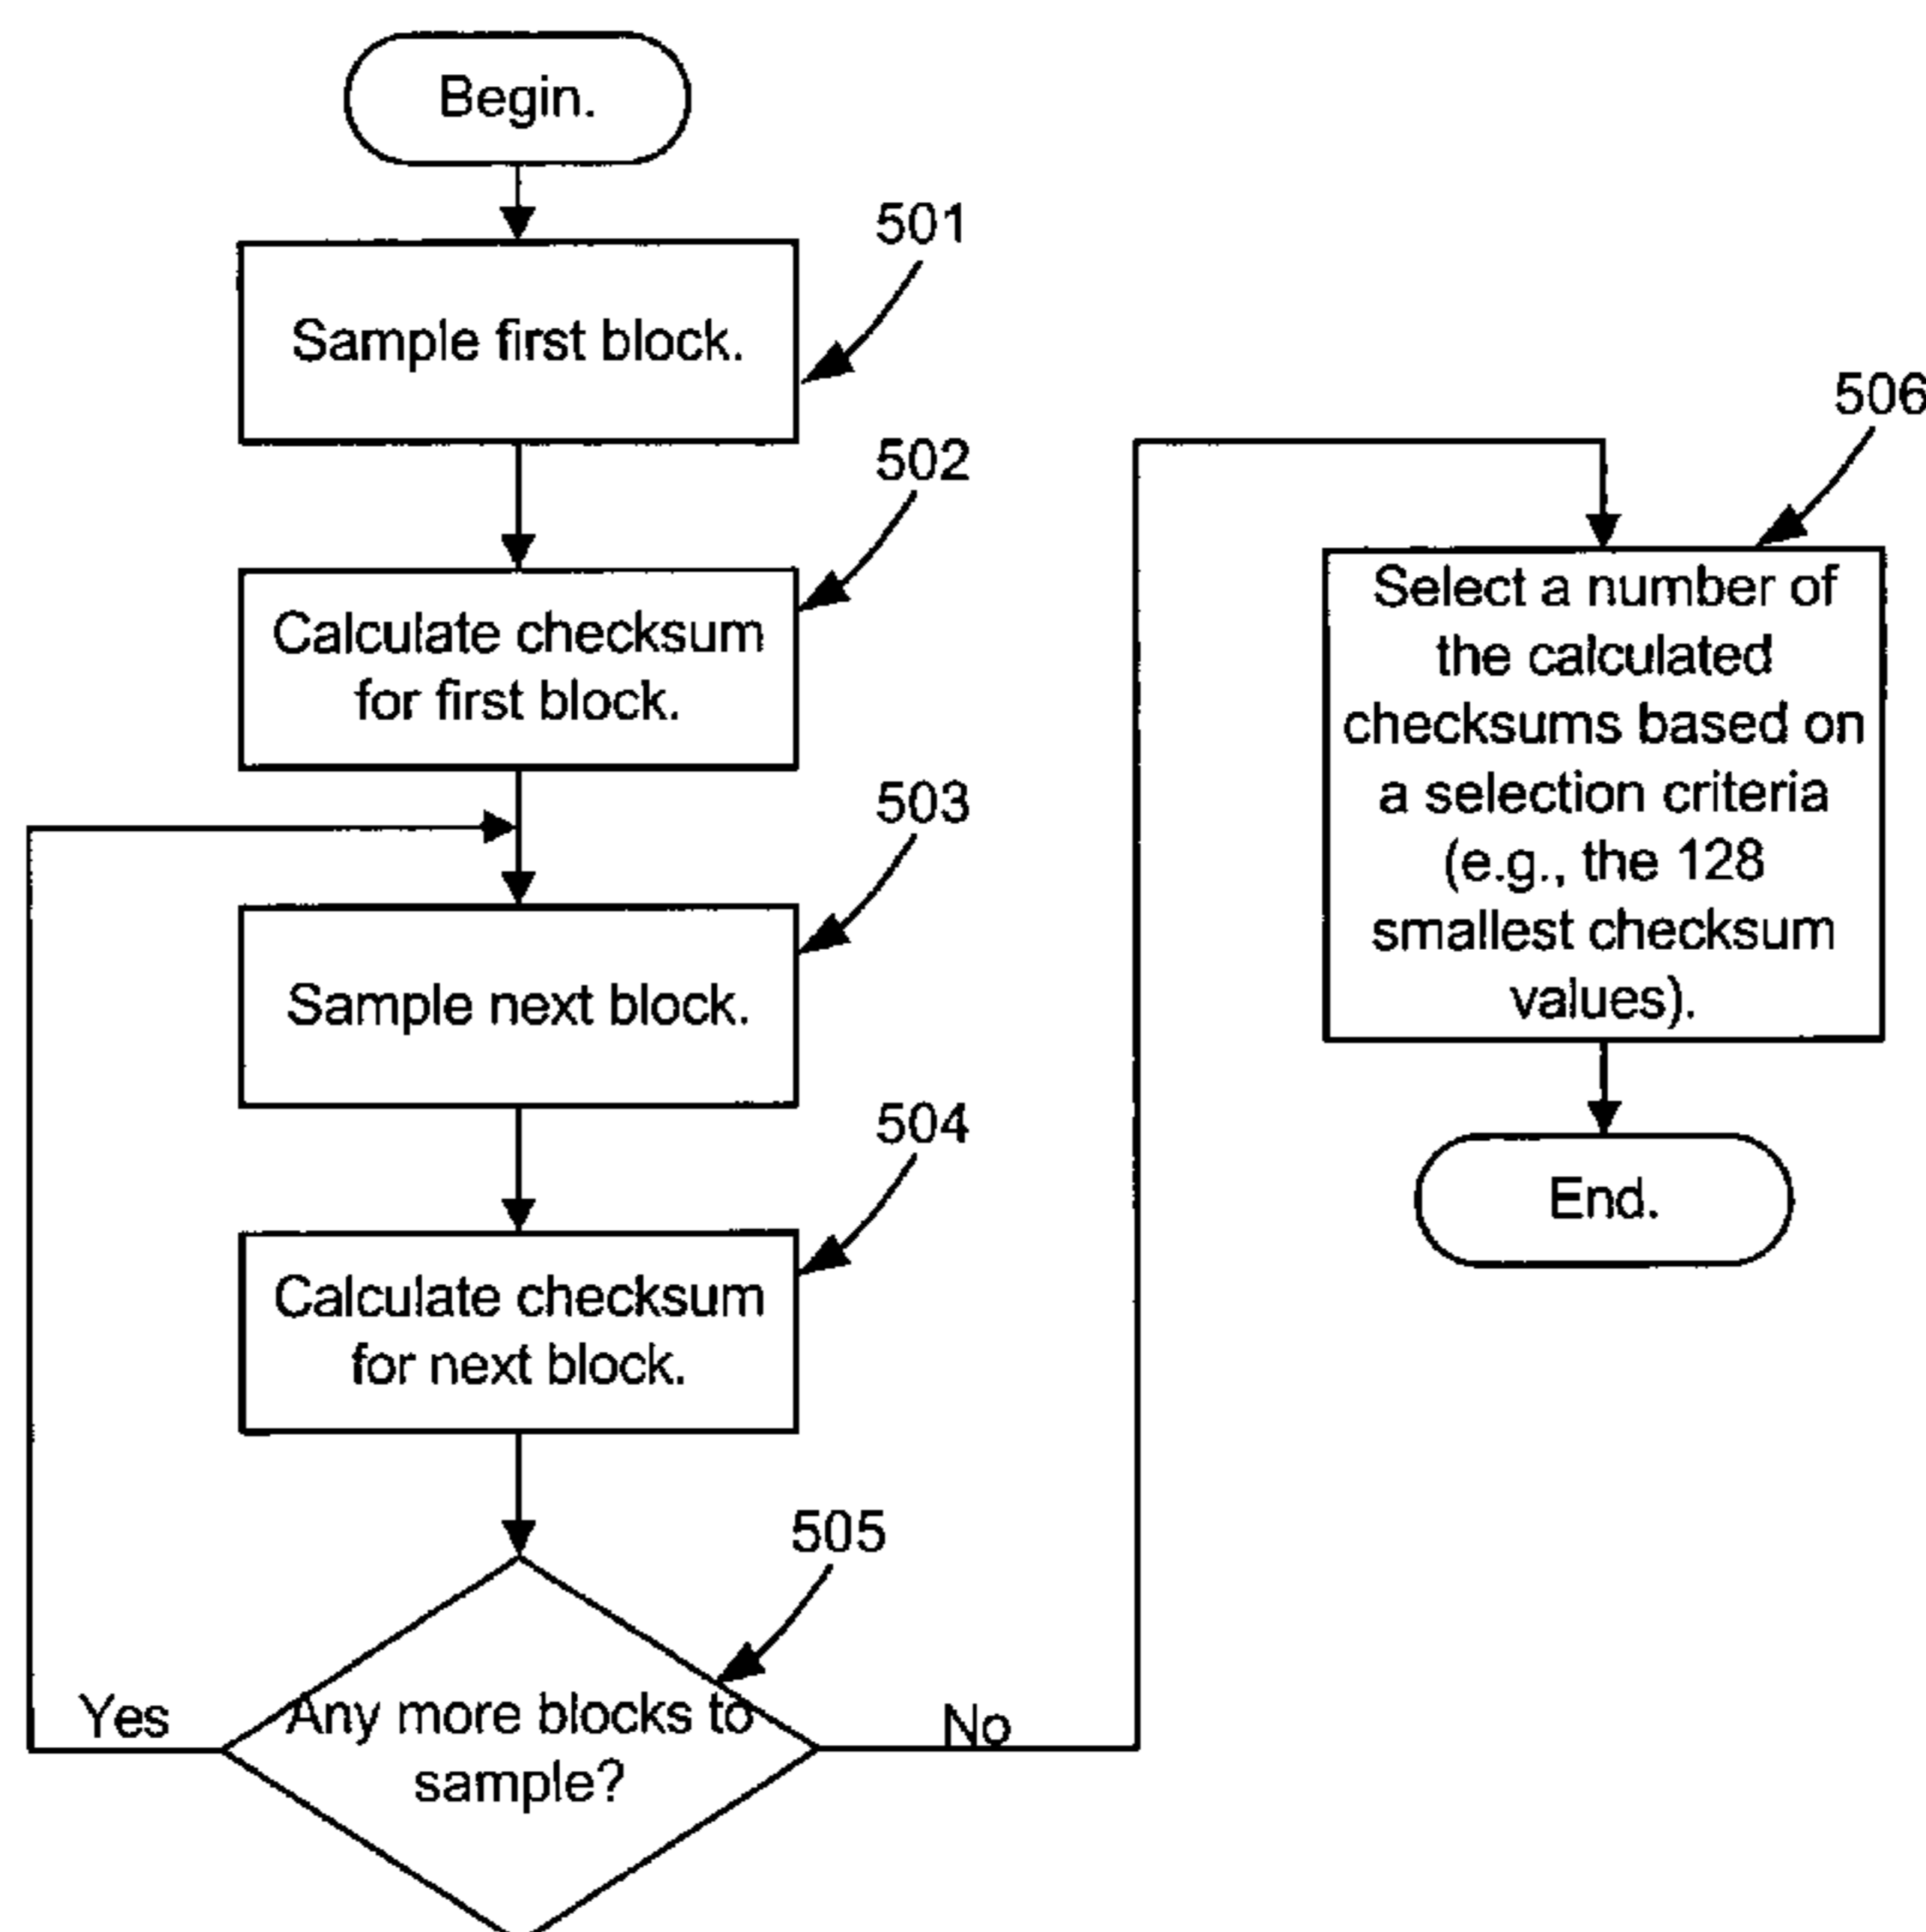 Begin.
501
Sample first block.
502
Calculate checksum
for first block.
503
Sample next block.
504
Calculate checksum
for next block.
505
Any more blocks to
sample?
Yes
No
506
Select a number of
the calculated
checksums based on
a selection criteria
(e.g., the 128
smallest checksum
values).
End.